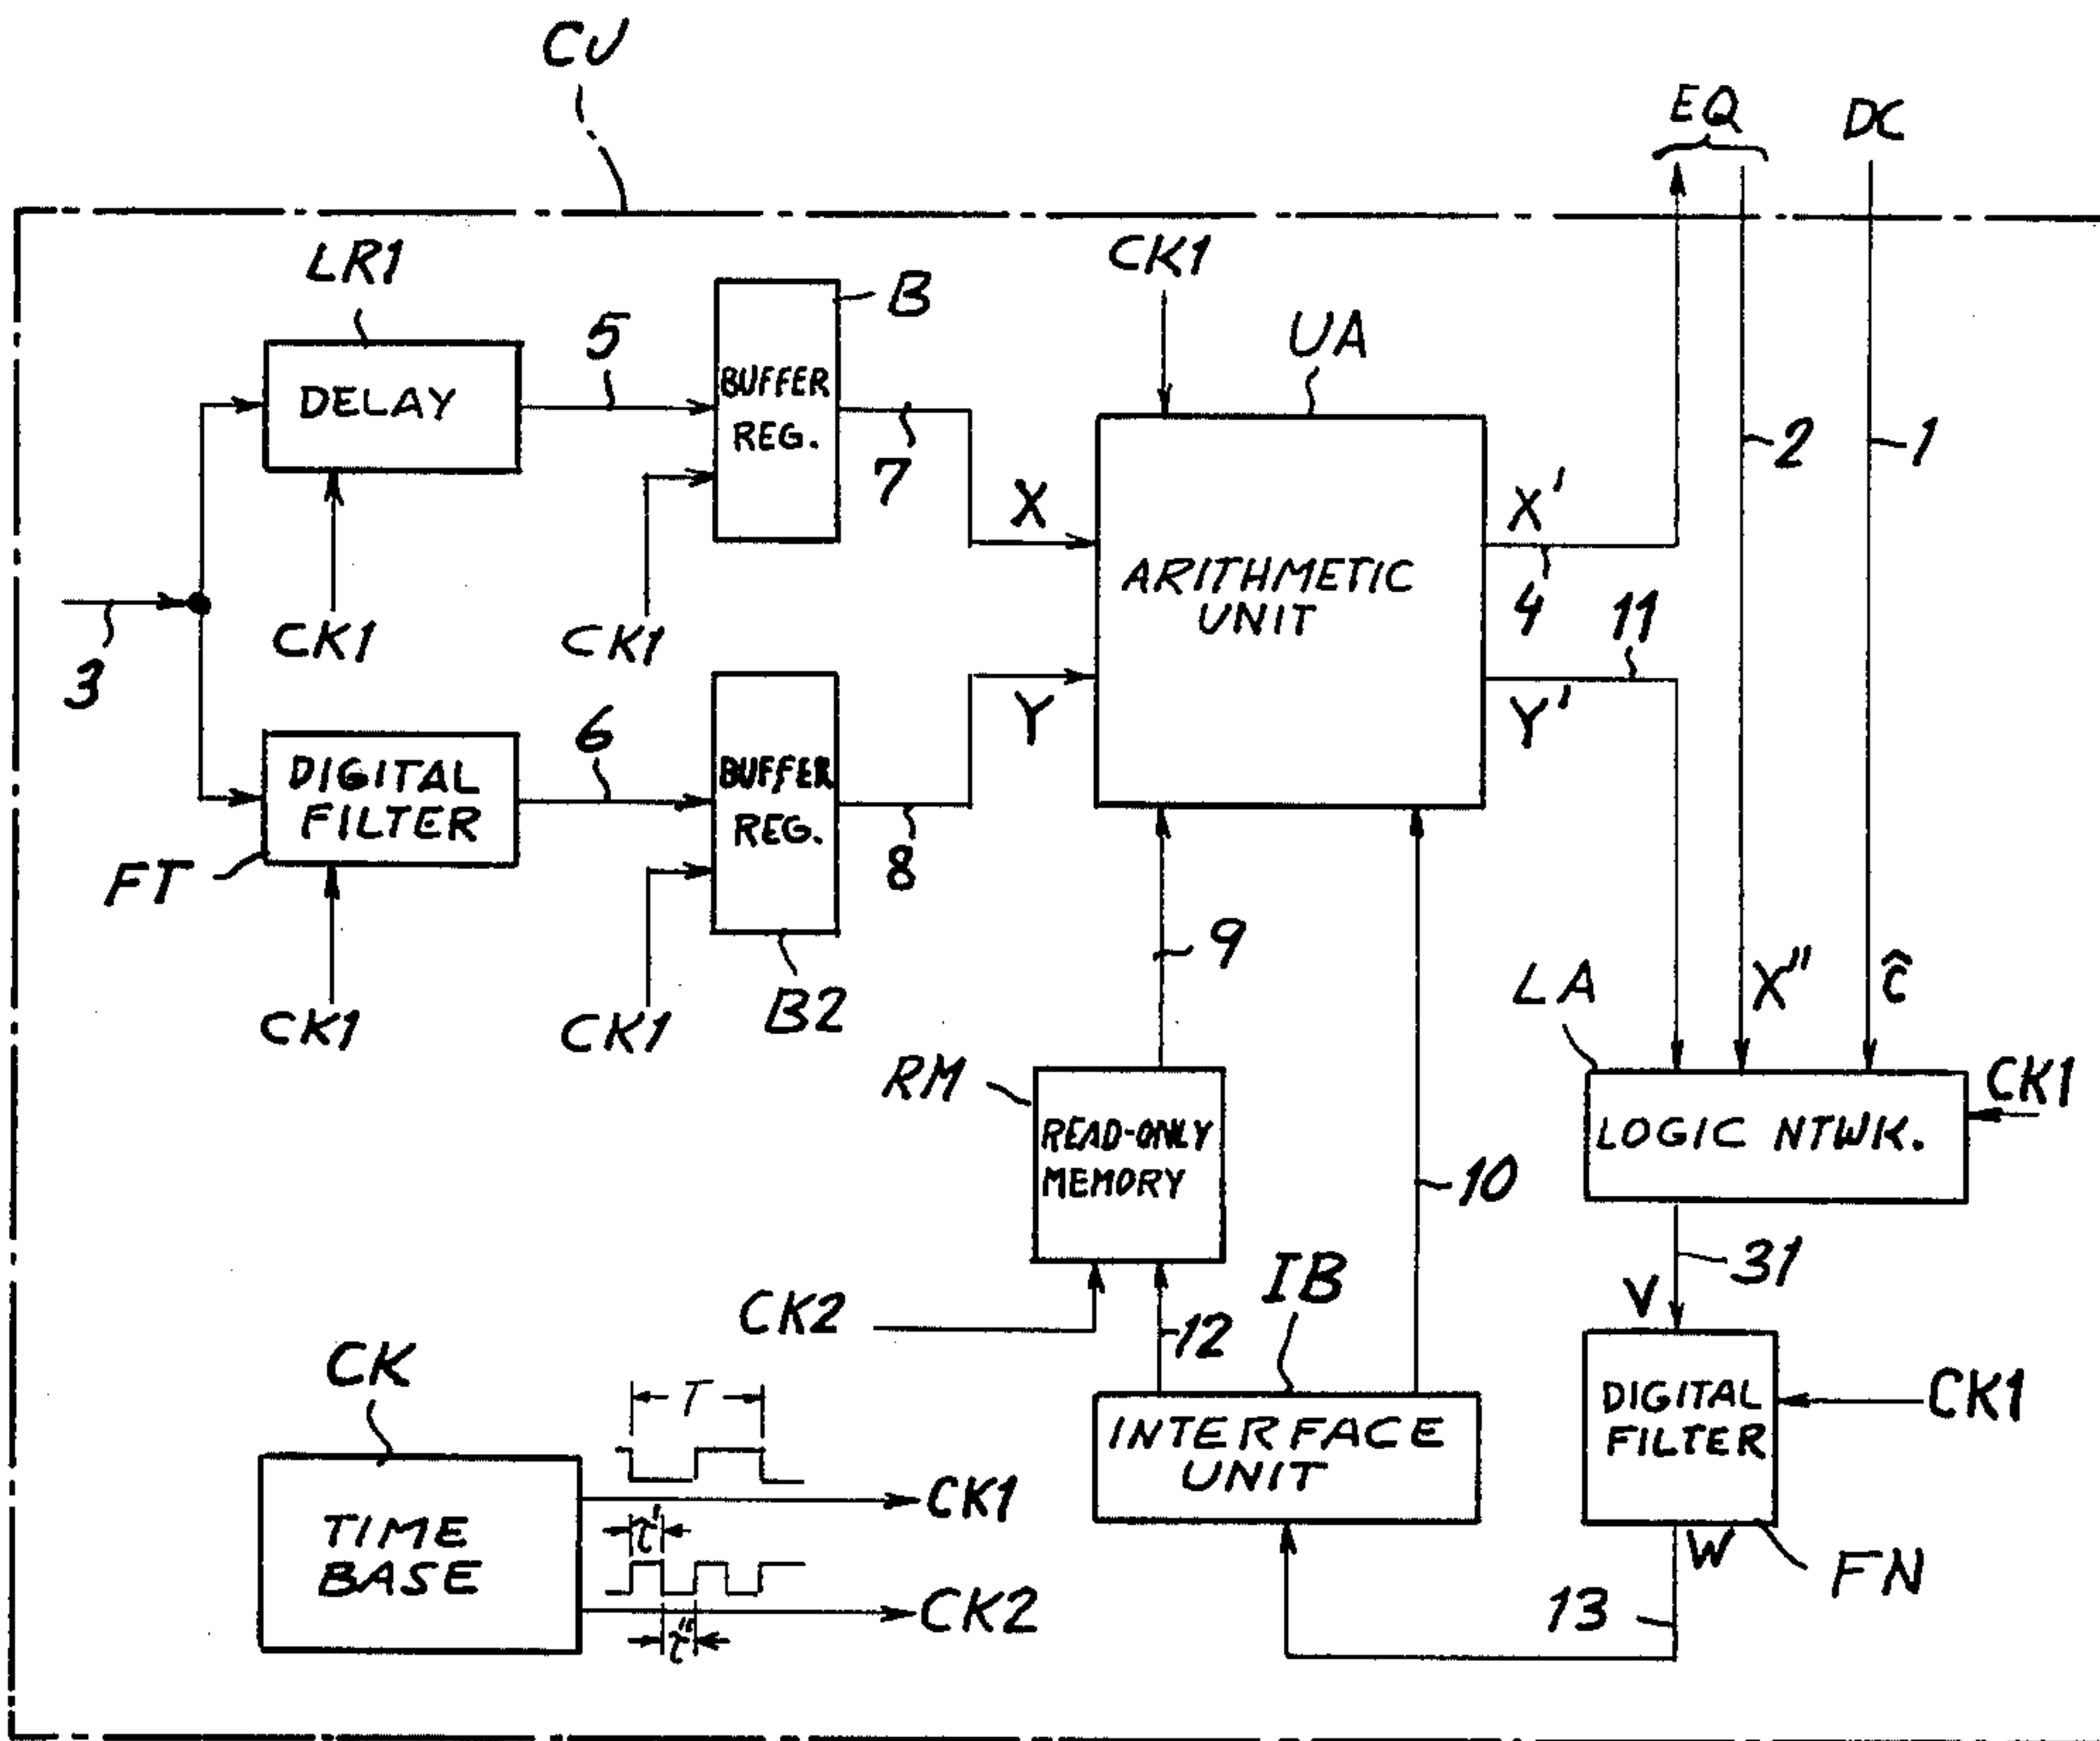 CU
EQ
DC
LR1
CK1
B
UA
5
DELAY
BUFFER
REG.
2
1
7
X
X'
ARITHMETIC
UNIT
4
11
3
CK1
CK1
Y
Y'
6
DIGITAL
FILTER
BUFFER
REG.
8
FT
9
CK1
CK1
B2
LA
X"
ĉ
RM
CK1
READ-ONLY
MEMORY
LOGIC NTWK.
10
31
IB
V
CK2
12
CK
T
DIGITAL
FILTER
CK1
INTERFACE
UNIT
CK1
TIME
BASE
τ'
W
FN
CK2
13
τ"